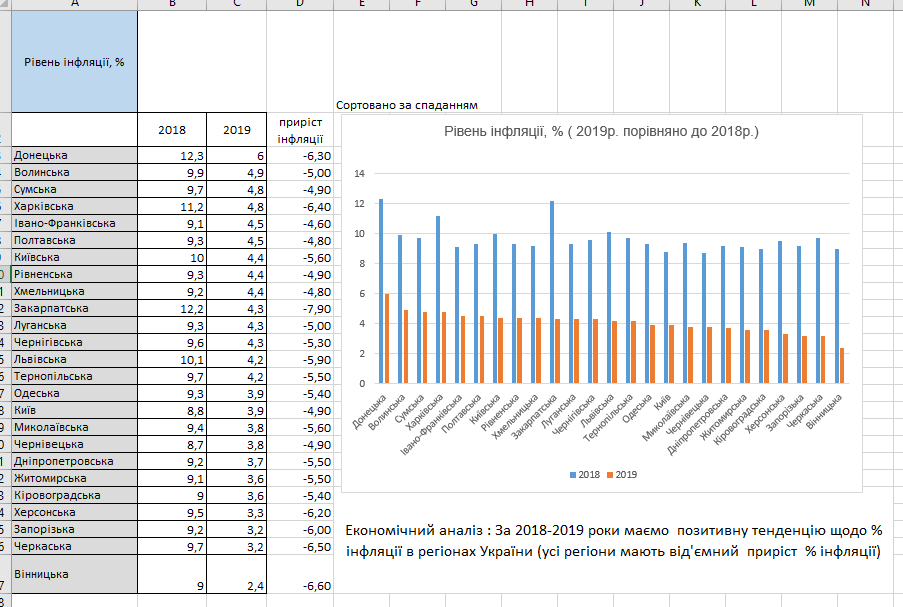 A B C D E F G H I J K L M N
Рівень інфляції, %
Сортовано за спаданням
2018 2019 приріст інфляції
Донецька 12,3 6 -6,30
Волинська 9,9 4,9 -5,00
Сумська 9,7 4,8 -4,90
Харківська 11,2 4,8 -6,40
Івано-Франківська 9,1 4,5 -4,60
Полтавська 9,3 4,5 -4,80
Київська 10 4,4 -5,60
Рівненська 9,3 4,4 -4,90
Хмельницька 9,2 4,4 -4,80
Закарпатська 12,2 4,3 -7,90
Луганська 9,3 4,3 -5,00
Чернігівська 9,6 4,3 -5,30
Львівська 10,1 4,2 -5,90
Тернопільська 9,7 4,2 -5,50
Одеська 9,3 3,9 -5,40
Київ 8,8 3,9 -4,90
Миколаївська 9,4 3,8 -5,60
Чернівецька 8,7 3,8 -4,90
Дніпропетровська 9,2 3,7 -5,50
Житомирська 9,1 3,6 -5,50
Кіровоградська 9 3,6 -5,40
Херсонська 9,5 3,3 -6,20
Запорізька 9,2 3,2 -6,00
Черкаська 9,7 3,2 -6,50
Вінницька 9 2,4 -6,60
Рівень інфляції, % ( 2019р. порівняно до 2018р.)
14
12
10
8
6
4
2
0
Донецька Волинська Сумська Харківська Івано-Франківська Полтавська Київська Рівненська Хмельницька Закарпатська Луганська Чернігівська Львівська Тернопільська Одеська Київ Миколаївська Чернівецька Дніпропетровська Житомирська Кіровоградська Херсонська Запорізька Черкаська Вінницька
2018 2019
Економічний аналіз : За 2018-2019 роки маємо позитивну тенденцію щодо %
інфляції в регіонах України (усі регіони мають від'ємний приріст % інфляції)